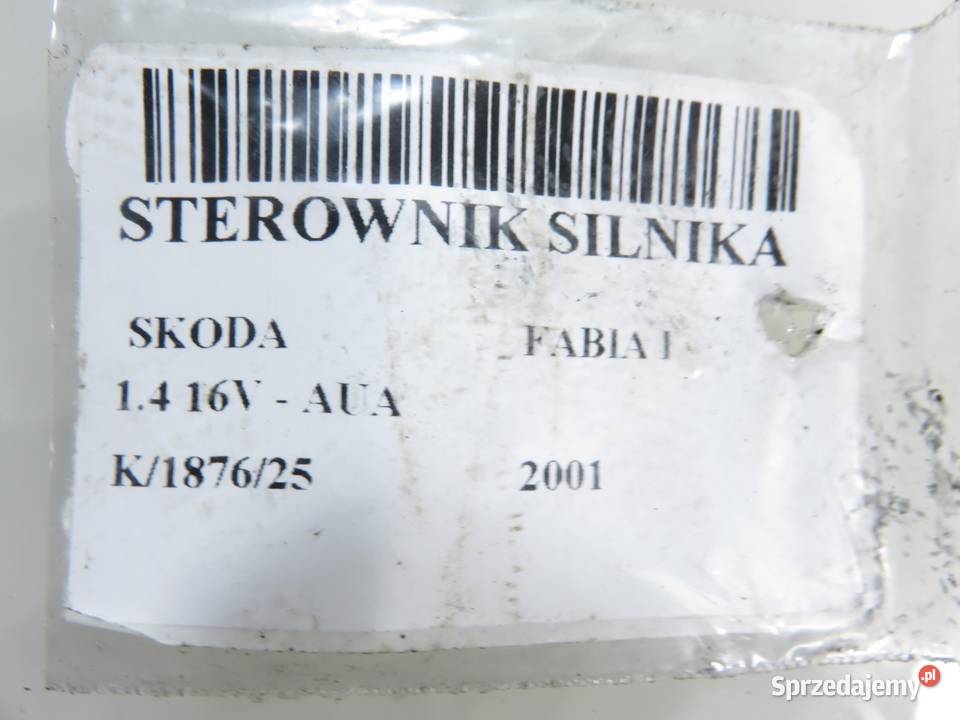 STEROWNIK SILNIKA
SKODA FABIA I
1.4 16V - AUA
K/1876/25 2001
Sprzedajemy.pl